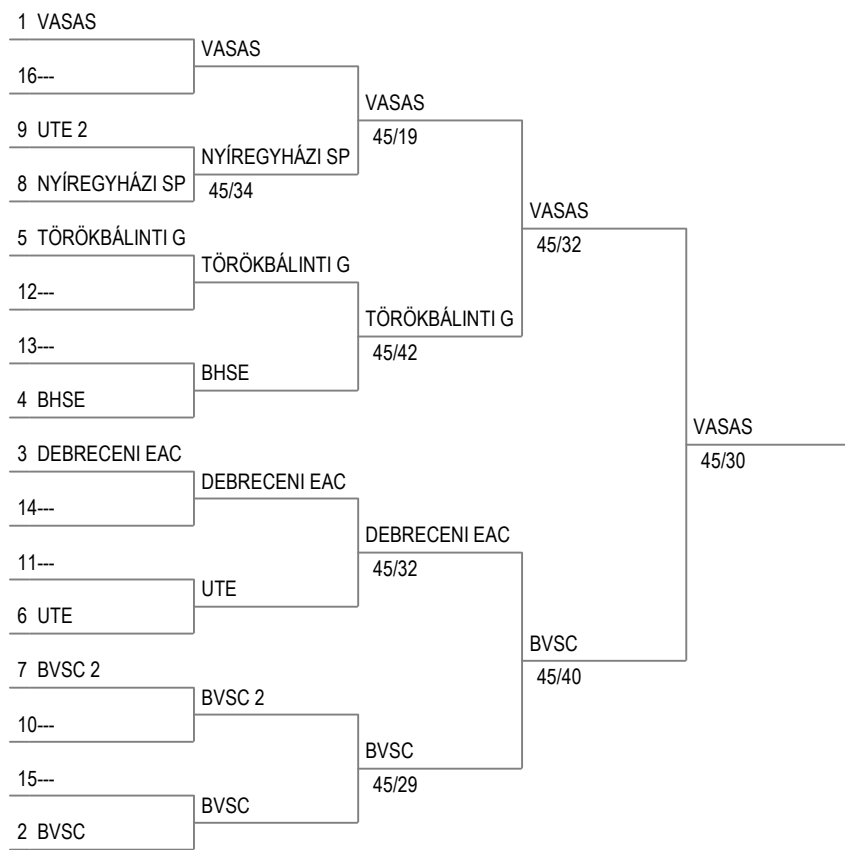 1 VASAS
VASAS
16---
VASAS
45/19
9 UTE 2
NYÍREGYHÁZI SP
45/34
8 NYÍREGYHÁZI SP
VASAS
45/32
5 TÖRÖKBÁLINTI G
TÖRÖKBÁLINTI G
12---
TÖRÖKBÁLINTI G
45/42
13---
BHSE
4 BHSE
VASAS
45/30
3 DEBRECENI EAC
DEBRECENI EAC
14---
DEBRECENI EAC
45/32
11---
UTE
6 UTE
BVSC
45/40
7 BVSC 2
BVSC 2
10---
BVSC
45/29
15---
BVSC
2 BVSC